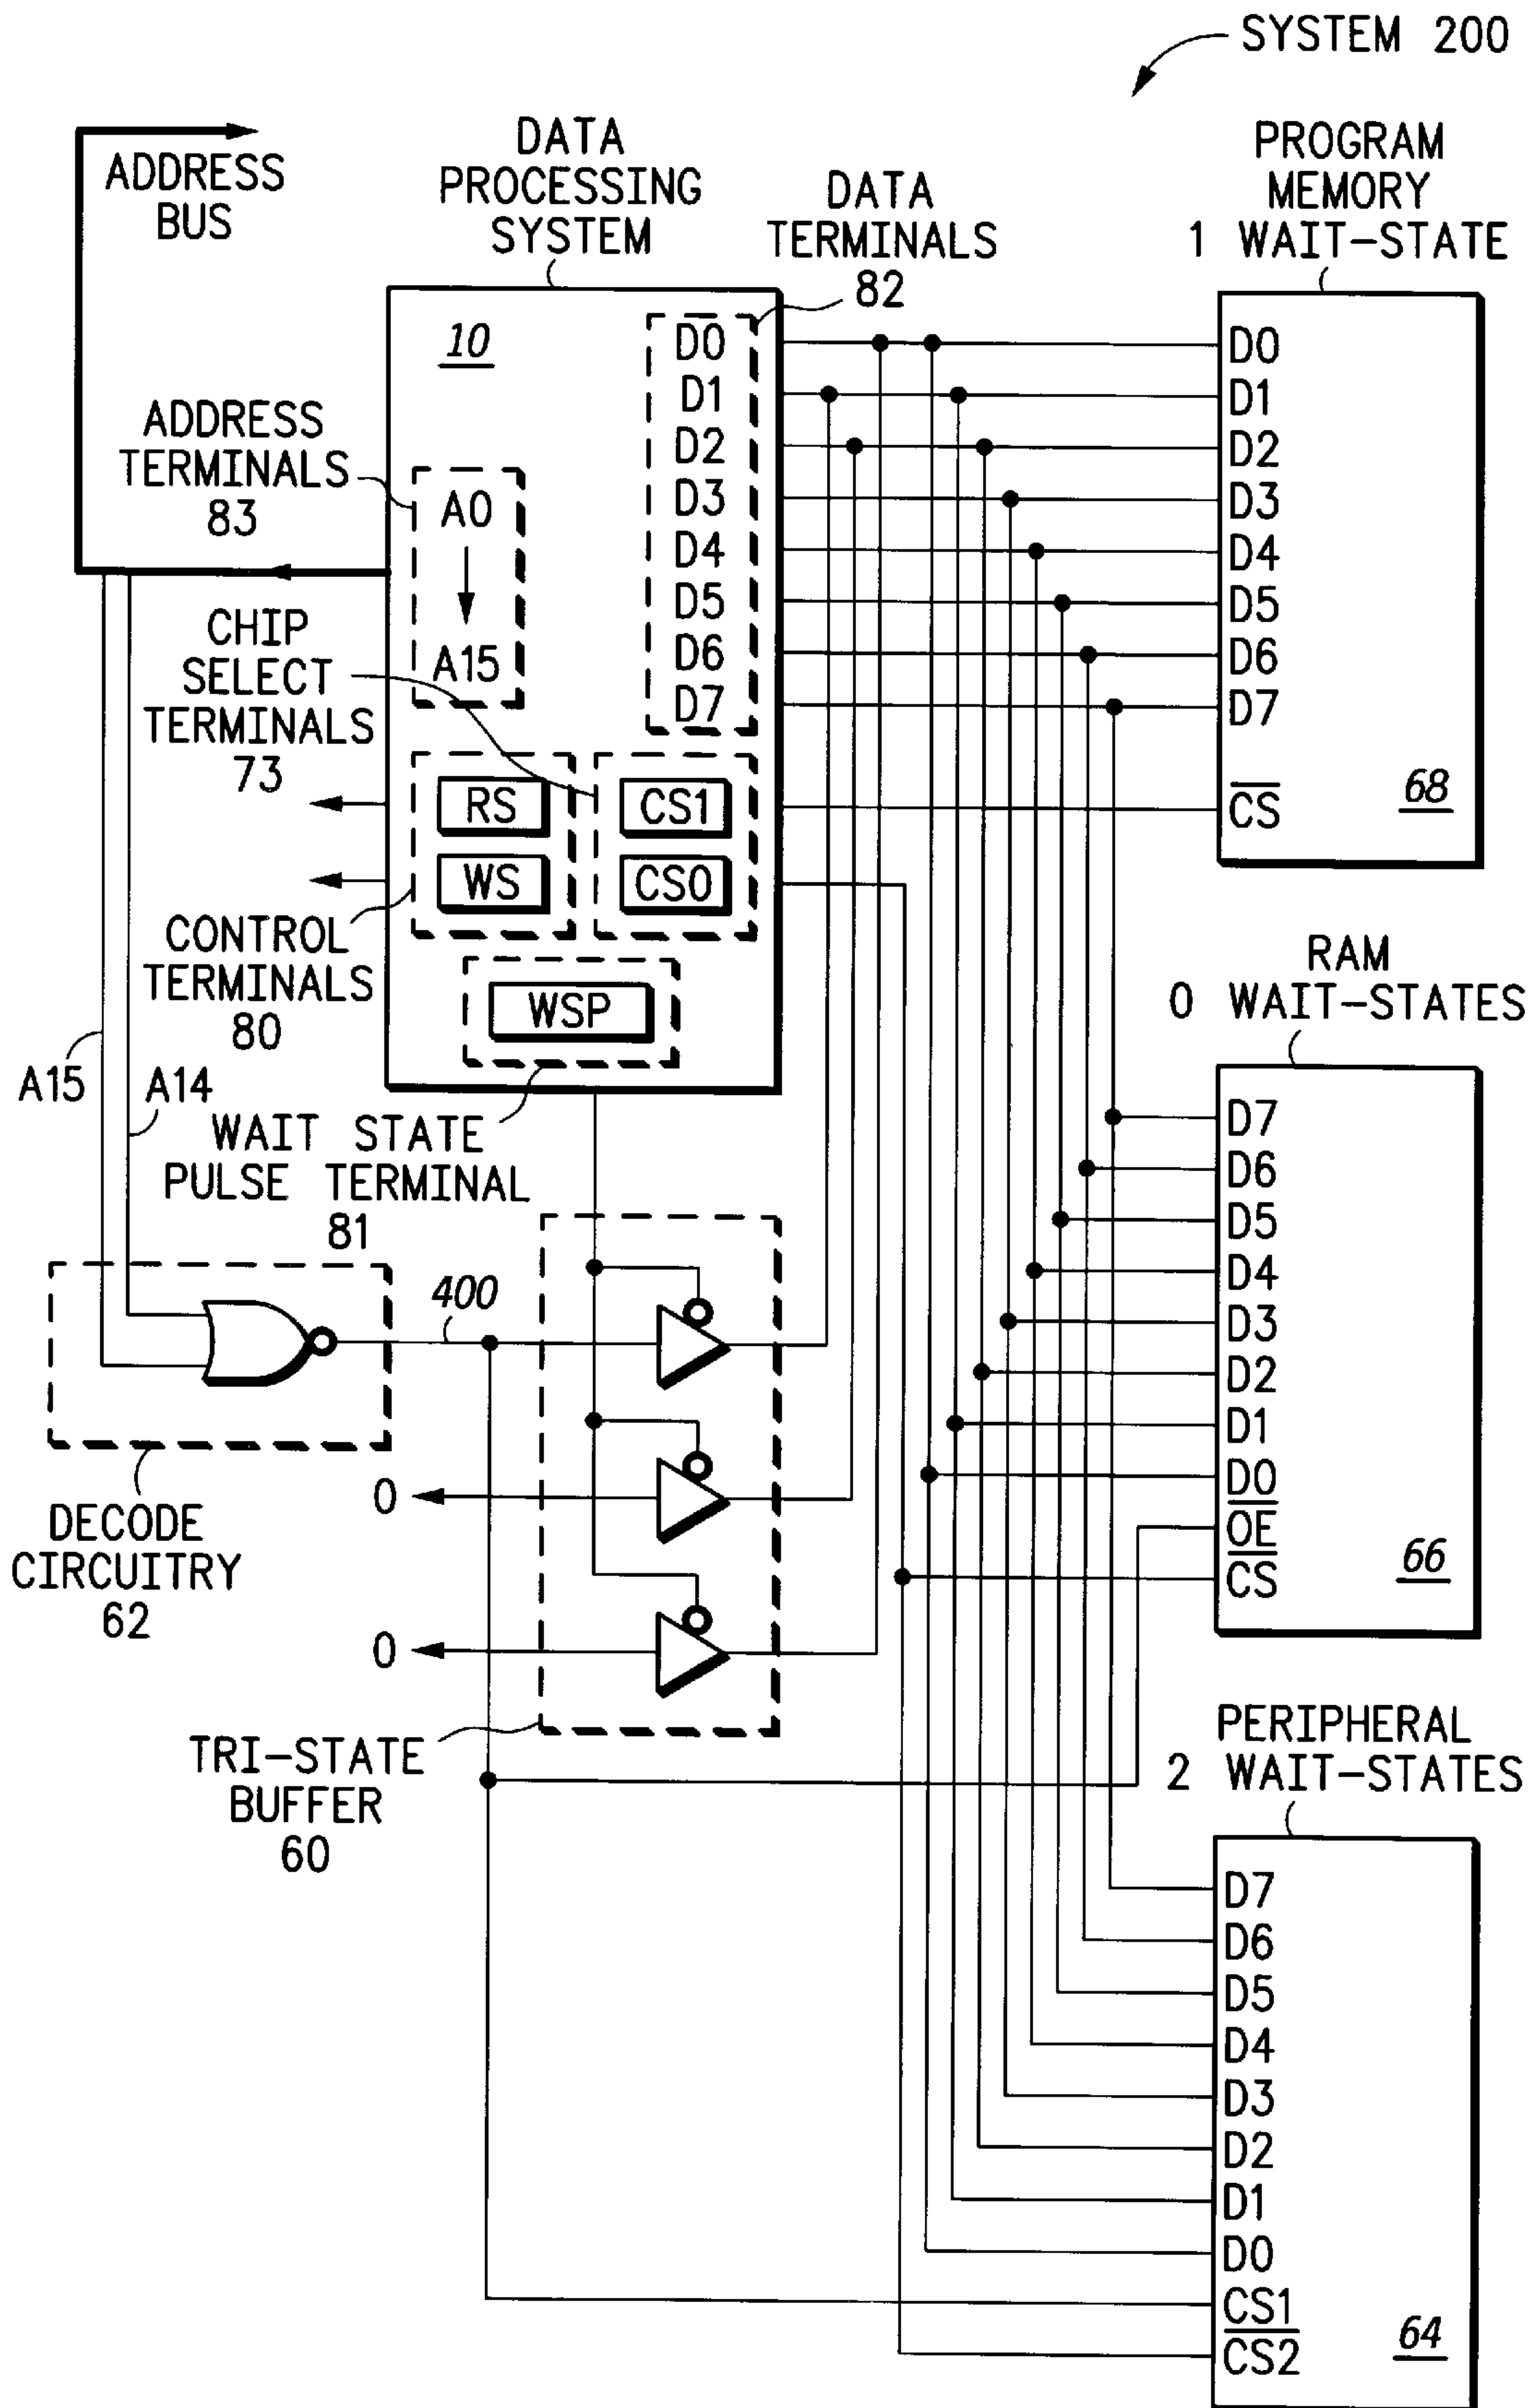 SYSTEM 200
ADDRESS
BUS
DATA
PROCESSING
SYSTEM
DATA
TERMINALS
82
PROGRAM
MEMORY
1 WAIT-STATE
10
D0
D1
D2
D3
D4
D5
D6
D7
ADDRESS
TERMINALS
83
A0
A15
CHIP
SELECT
TERMINALS
73
RS
WS
CS1
CS0
CONTROL
TERMINALS
80
WSP
WAIT STATE
PULSE TERMINAL
81
A15
A14
D0
D1
D2
D3
D4
D5
D6
D7
C̅S̅
68
RAM
0 WAIT-STATES
D7
D6
D5
D4
D3
D2
D1
D0
O̅E̅
C̅S̅
66
400
0
0
DECODE
CIRCUITRY
62
TRI-STATE
BUFFER
60
PERIPHERAL
2 WAIT-STATES
D7
D6
D5
D4
D3
D2
D1
D0
CS1
C̅S̅2̅
64